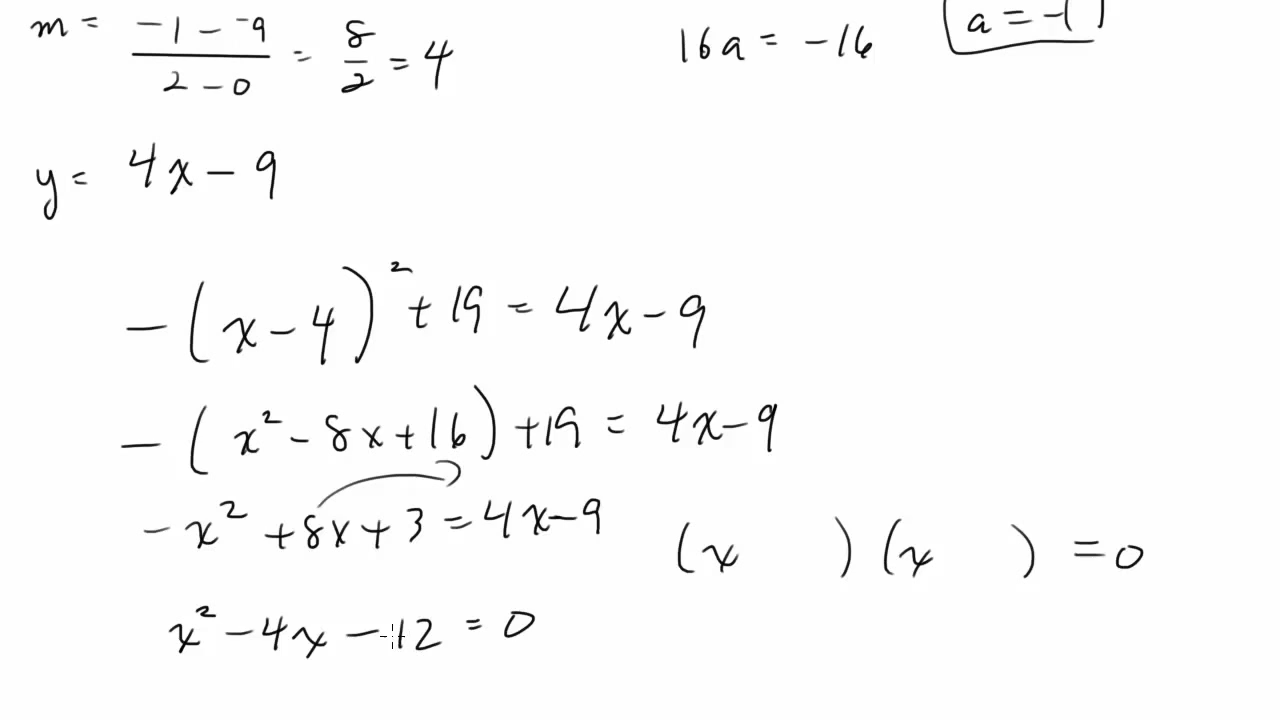 m = (-1 - -9)/(2 - 0) = 8/2 = 4
16a = -16
a = -1
y = 4x - 9
-(x - 4)² + 19 = 4x - 9
-(x² - 8x + 16) + 19 = 4x - 9
-x² + 8x + 3 = 4x - 9
(x )(x ) = 0
x² - 4x - 12 = 0